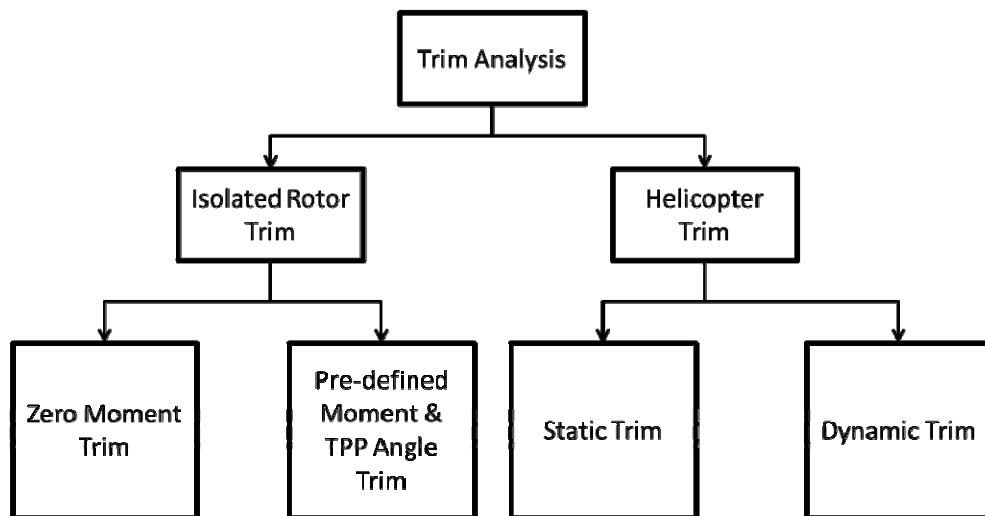 Trim Analysis
Isolated Rotor
Trim
Helicopter
Trim
Zero Moment
Trim
Pre-defined
Moment &
TPP Angle
Trim
Static Trim
Dynamic Trim